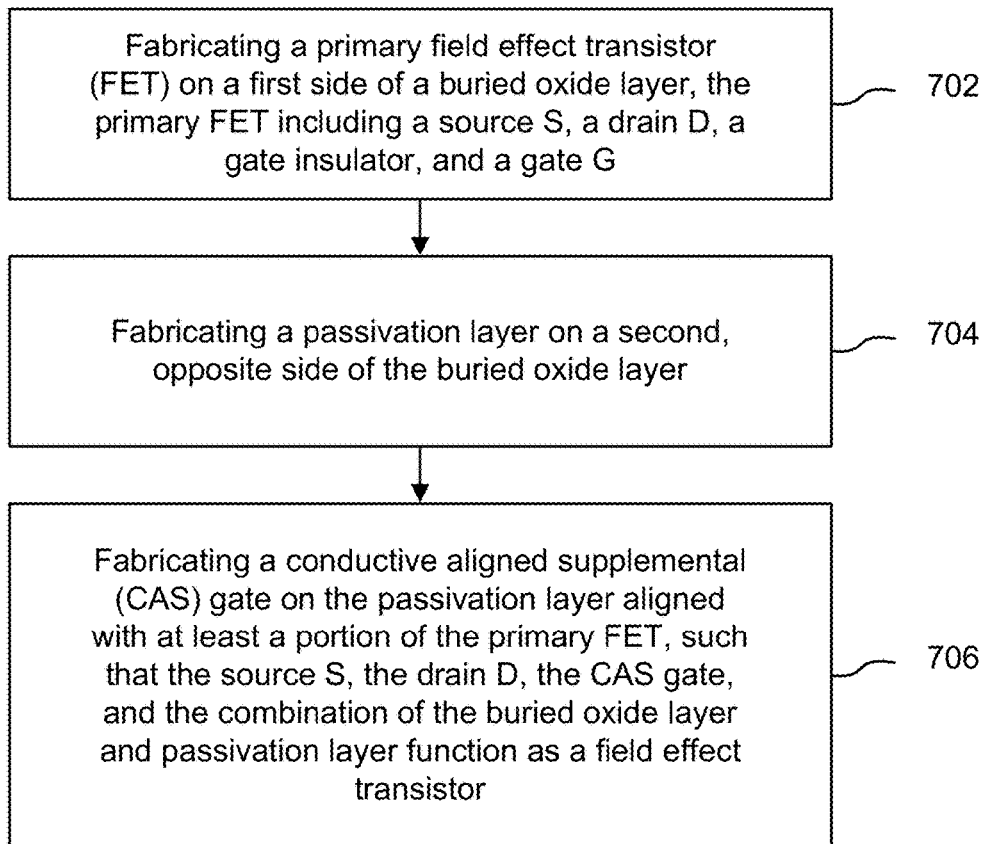 Fabricating a primary field effect transistor
(FET) on a first side of a buried oxide layer, the
primary FET including a source S, a drain D, a
gate insulator, and a gate G
702
Fabricating a passivation layer on a second,
opposite side of the buried oxide layer
704
Fabricating a conductive aligned supplemental
(CAS) gate on the passivation layer aligned
with at least a portion of the primary FET, such
that the source S, the drain D, the CAS gate,
and the combination of the buried oxide layer
and passivation layer function as a field effect
transistor
706